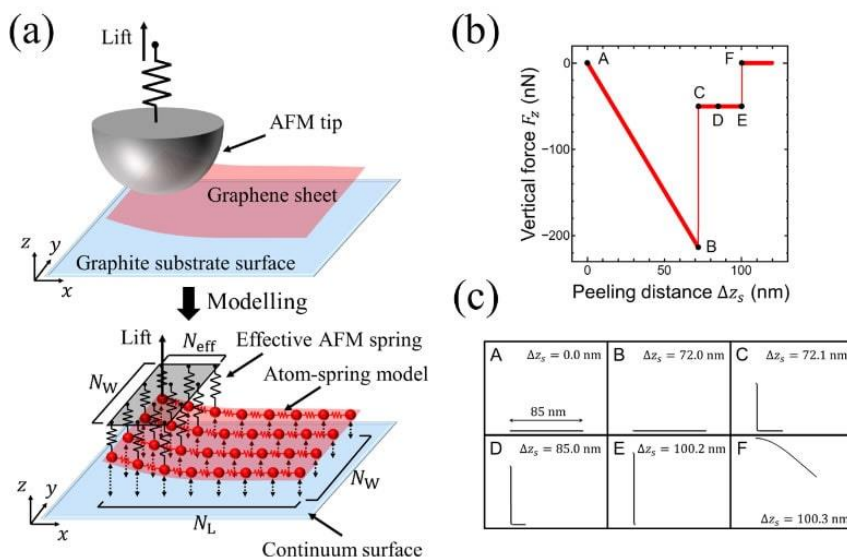 (a)
Lift
AFM tip
Graphene sheet
Graphite substrate surface
z
y
x
Modelling
Lift
N_eff
Effective AFM spring
Atom-spring model
N_W
N_W
N_L
z
y
x
Continuum surface
(b)
Vertical force F_z (nN)
0
−100
−200
A
B
C
D
E
F
0
50
100
Peeling distance Δz_s (nm)
(c)
A Δz_s = 0.0 nm
85 nm
B Δz_s = 72.0 nm
C Δz_s = 72.1 nm
D Δz_s = 85.0 nm
E Δz_s = 100.2 nm
F
Δz_s = 100.3 nm